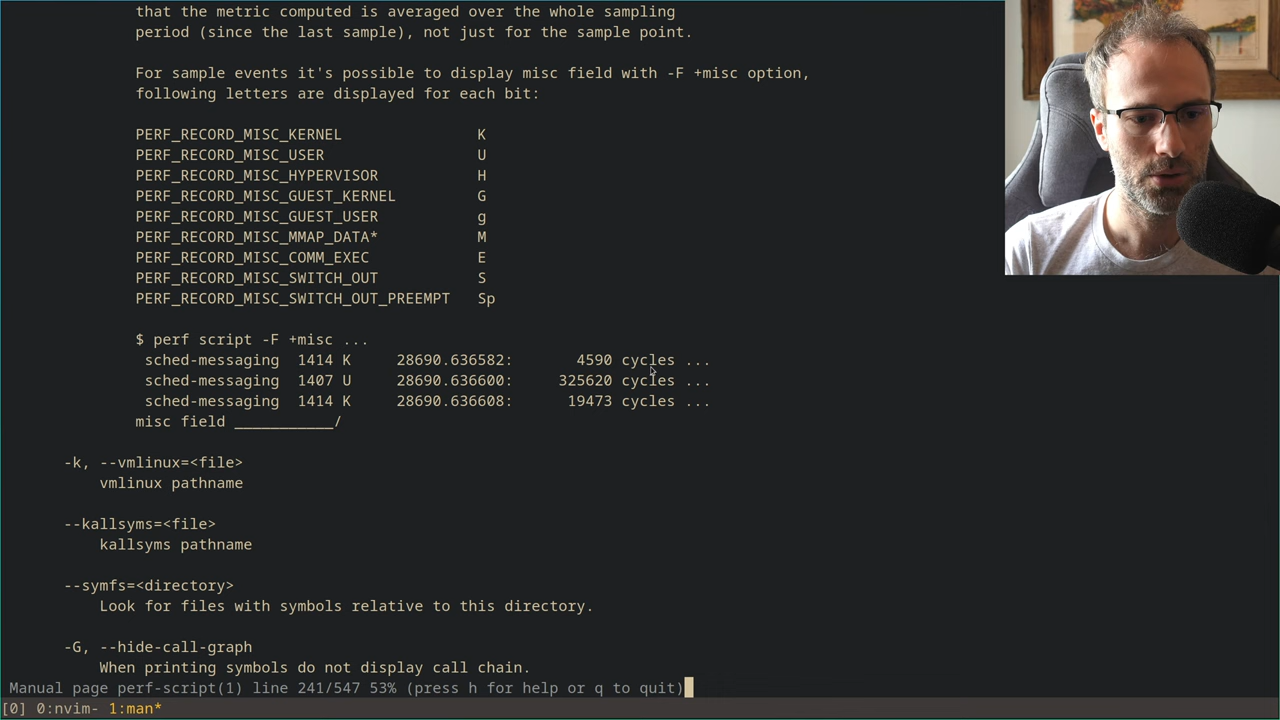 that the metric computed is averaged over the whole sampling
period (since the last sample), not just for the sample point.
For sample events it's possible to display misc field with -F +misc option,
following letters are displayed for each bit:
PERF_RECORD_MISC_KERNEL               K
PERF_RECORD_MISC_USER                 U
PERF_RECORD_MISC_HYPERVISOR           H
PERF_RECORD_MISC_GUEST_KERNEL         G
PERF_RECORD_MISC_GUEST_USER           g
PERF_RECORD_MISC_MMAP_DATA*           M
PERF_RECORD_MISC_COMM_EXEC            E
PERF_RECORD_MISC_SWITCH_OUT           S
PERF_RECORD_MISC_SWITCH_OUT_PREEMPT   Sp
$ perf script -F +misc ...
sched-messaging  1414 K     28690.636582:       4590 cycles ...
sched-messaging  1407 U     28690.636600:     325620 cycles ...
sched-messaging  1414 K     28690.636608:      19473 cycles ...
misc field ___________/
-k, --vmlinux=<file>
vmlinux pathname
--kallsyms=<file>
kallsyms pathname
--symfs=<directory>
Look for files with symbols relative to this directory.
-G, --hide-call-graph
When printing symbols do not display call chain.
Manual page perf-script(1) line 241/547 53% (press h for help or q to quit)
[0] 0:nvim- 1:man*